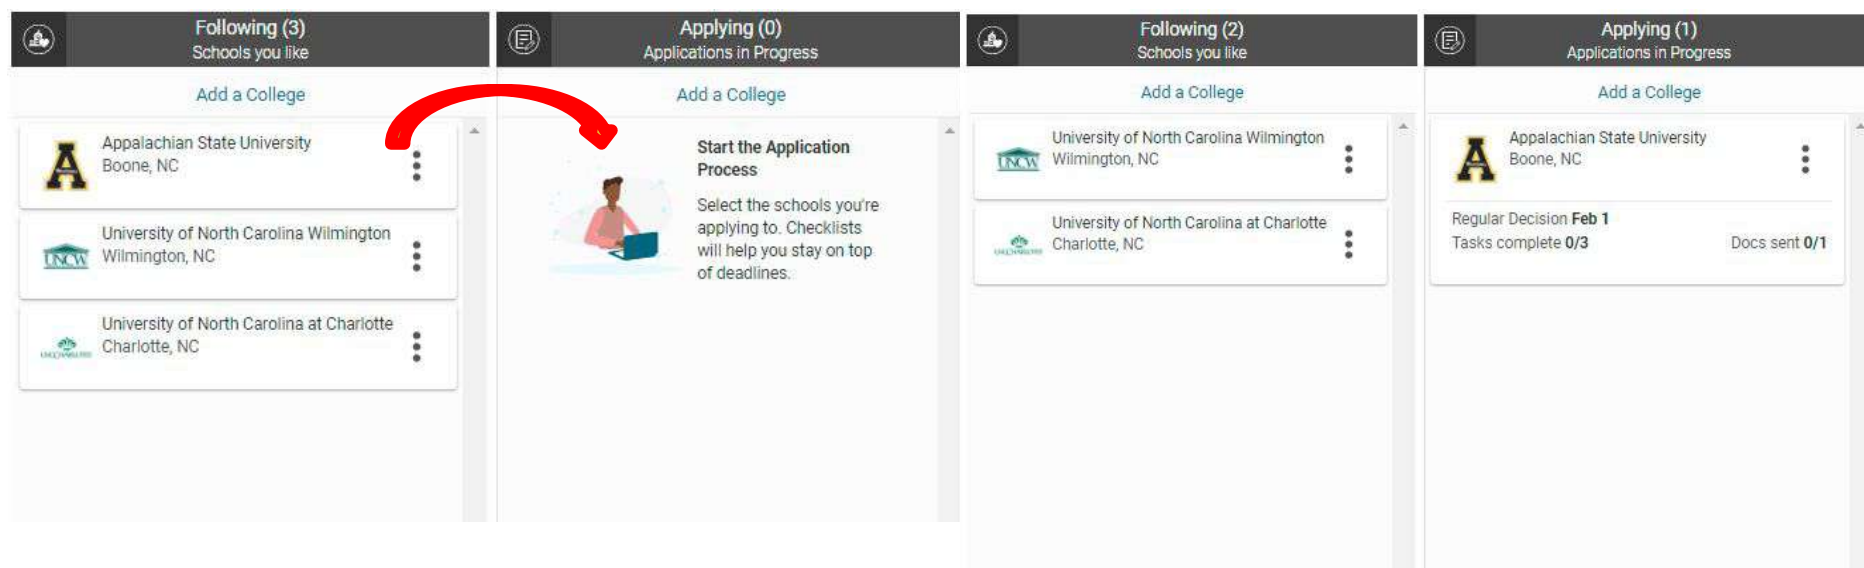 Following (3)
Schools you like
Add a College
Appalachian State University
Boone, NC
University of North Carolina Wilmington
UNCW
Wilmington, NC
University of North Carolina at Charlotte
Charlotte, NC
Applying (0)
Applications in Progress
Add a College
Start the Application
Process
Select the schools you're
applying to. Checklists
will help you stay on top
of deadlines.
Following (2)
Schools you like
Add a College
University of North Carolina Wilmington
UNCW
Wilmington, NC
University of North Carolina at Charlotte
Charlotte, NC
Applying (1)
Applications in Progress
Add a College
Appalachian State University
Boone, NC
Regular Decision Feb 1
Tasks complete 0/3 Docs sent 0/1